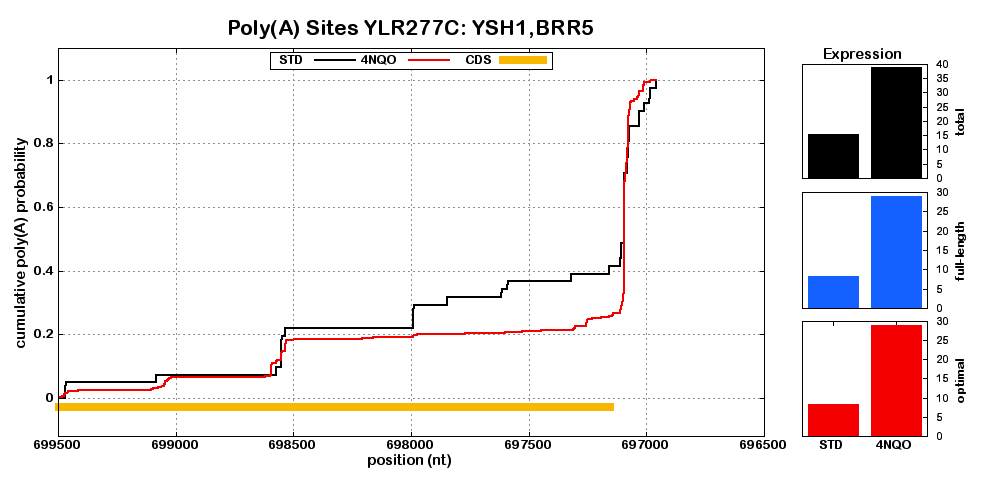 Poly(A) Sites YLR277C: YSH1,BRR5
STD 4NQO CDS
cumulative poly(A) probability
1
0.8
0.6
0.4
0.2
0
699500 699000 698500 698000 697500 697000 696500
position (nt)
Expression
40
35
30
25
20
15
10
5
0
total
30
25
20
15
10
5
0
full-length
30
25
20
15
10
5
0
optimal
STD 4NQO